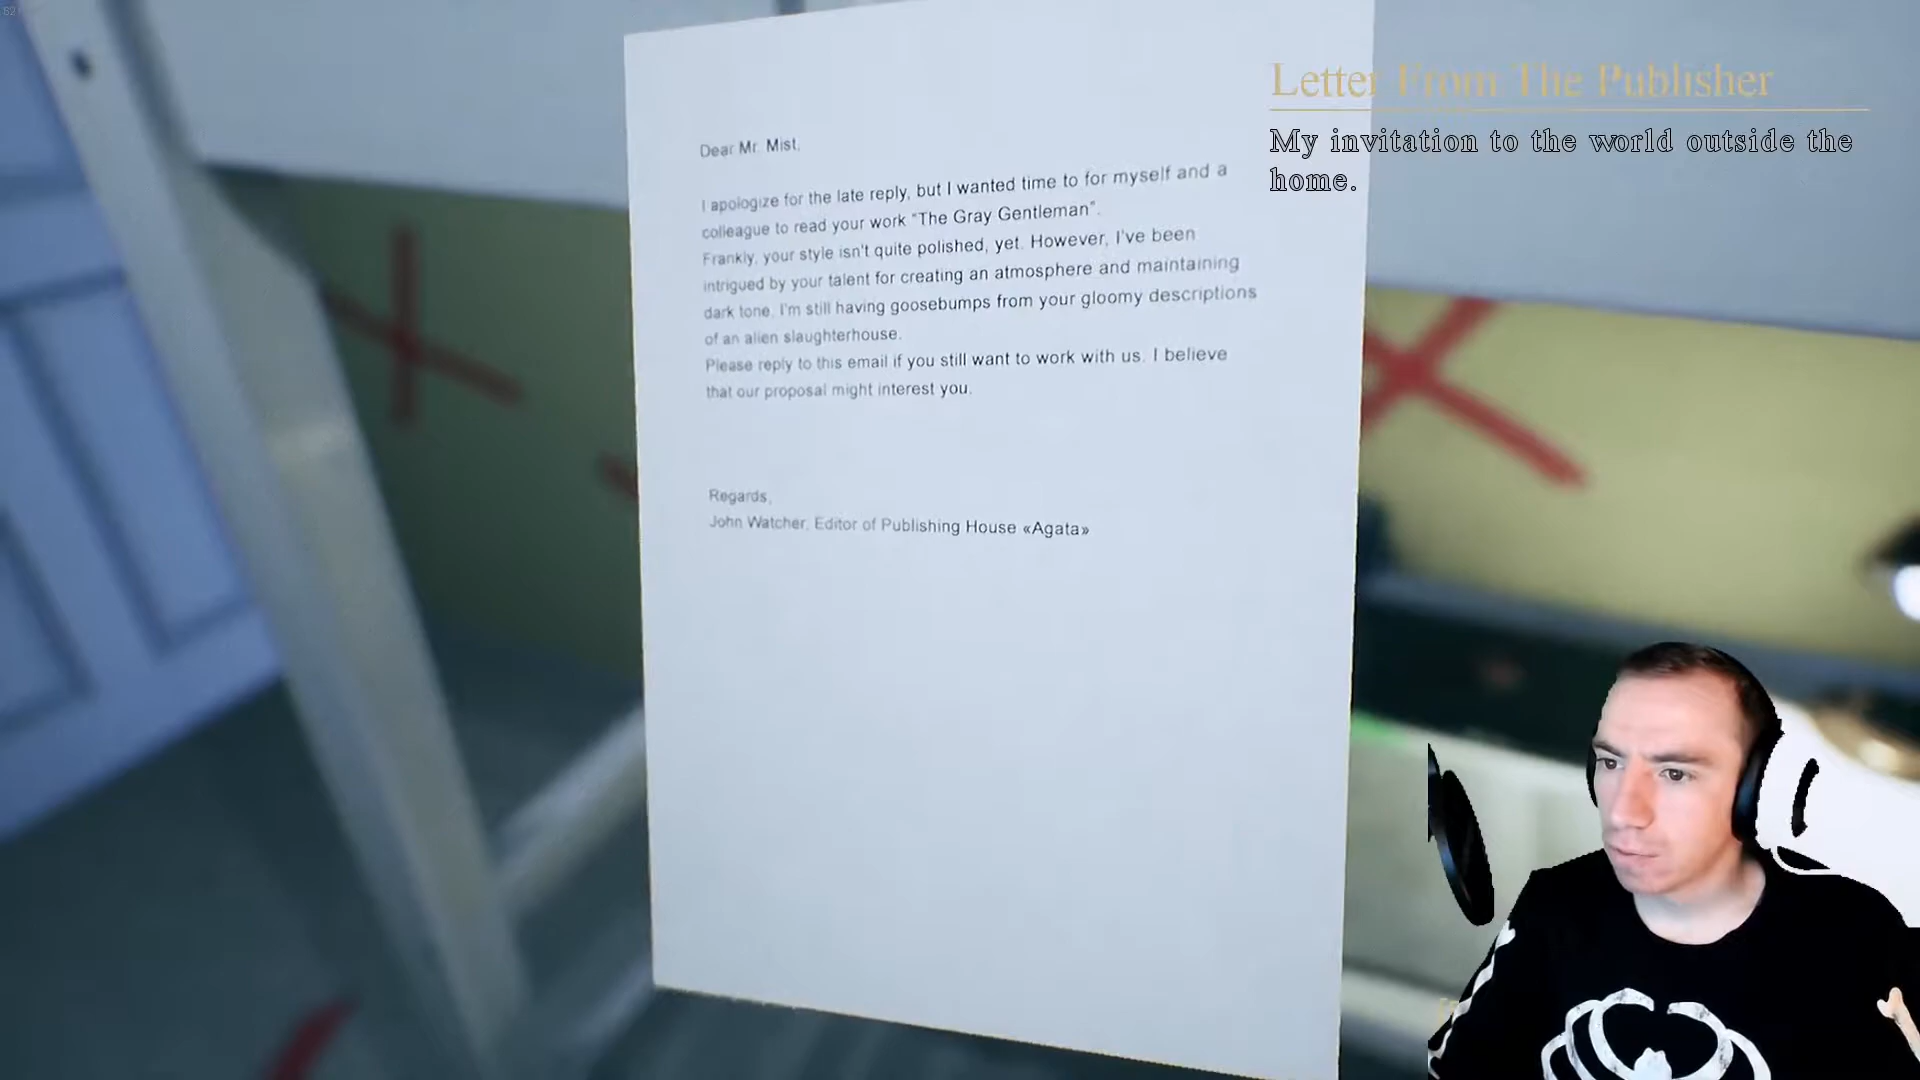 Letter From The Publisher
My invitation to the world outside the
home.
Dear Mr. Mist,
I apologize for the late reply, but I wanted time to for myself and a
colleague to read your work “The Gray Gentleman”.
Frankly, your style isn't quite polished, yet. However, I've been
intrigued by your talent for creating an atmosphere and maintaining
dark tone. I'm still having goosebumps from your gloomy descriptions
of an alien slaughterhouse.
Please reply to this email if you still want to work with us. I believe
that our proposal might interest you.
Regards,
John Watcher, Editor of Publishing House «Agata»